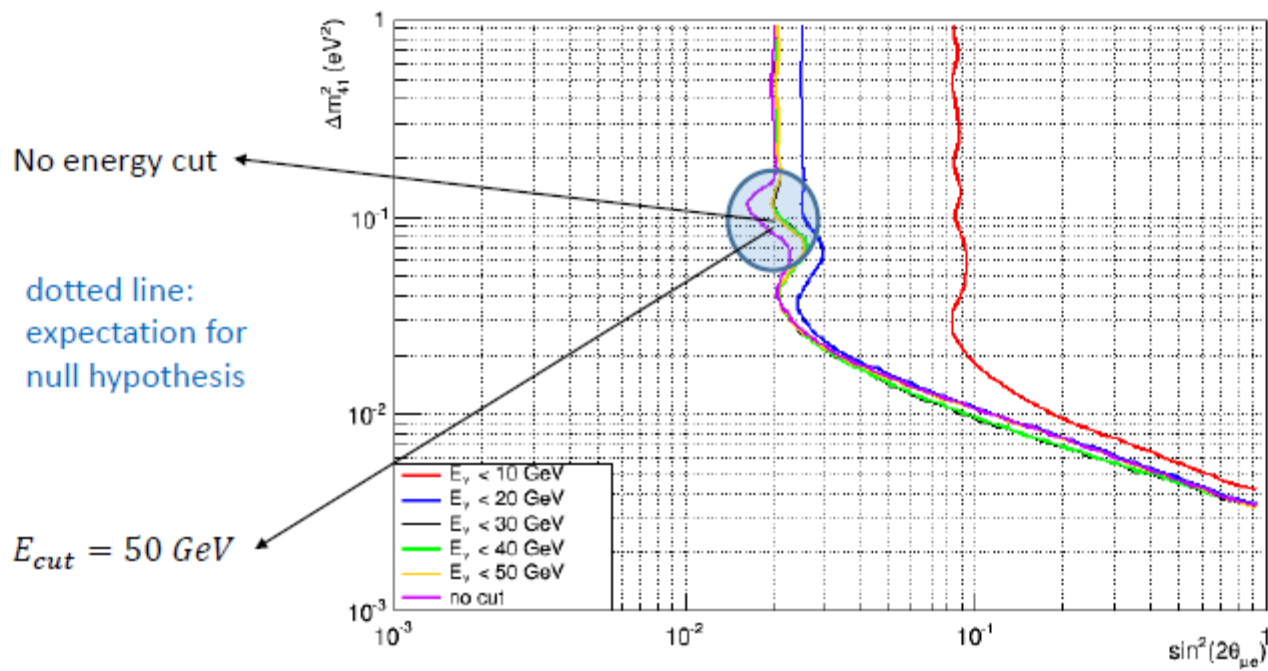 No energy cut
dotted line:
expectation for
null hypothesis
E_cut = 50 GeV
Δm²₄₁ (eV²)
1
10⁻¹
10⁻²
10⁻³
E_ν < 10 GeV
E_ν < 20 GeV
E_ν < 30 GeV
E_ν < 40 GeV
E_ν < 50 GeV
no cut
10⁻³ 10⁻² 10⁻¹ 1
sin²(2θ_μe)